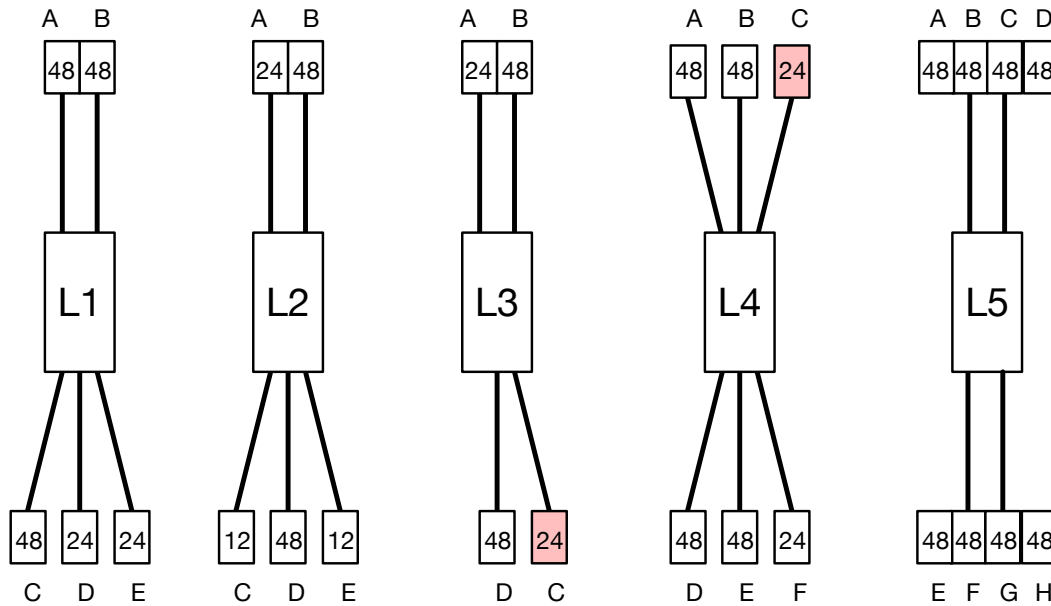 A B A B A B A B C A B C D
48 48 24 48 24 48 48 48 24 48 48 48 48
L1 L2 L3 L4 L5
48 24 24 12 48 12 48 24 48 48 24 48 48 48 48
C D E C D E D C D E F E F G H